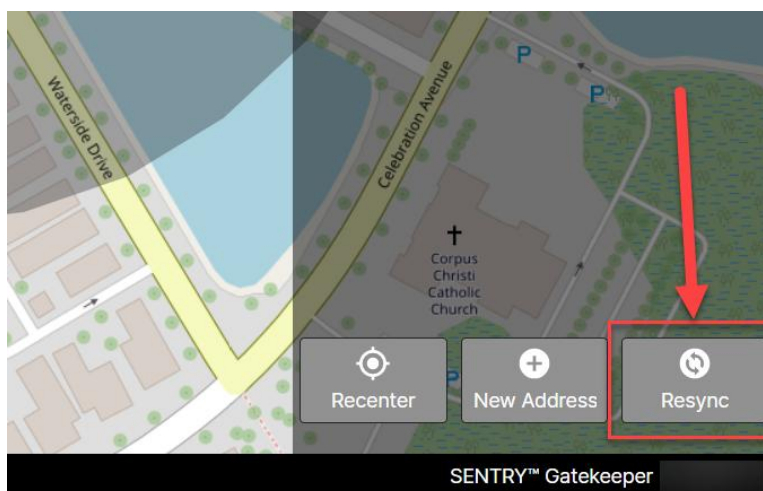 Waterside Drive
Celebration Avenue
P
P
Corpus
Christi
Catholic
Church
P
Recenter
New Address
Resync
SENTRY™ Gatekeeper